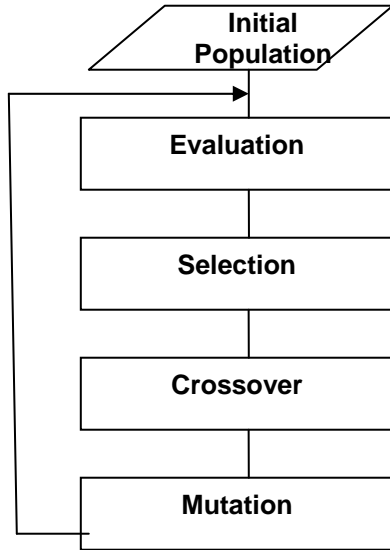 Initial
Population
Evaluation
Selection
Crossover
Mutation